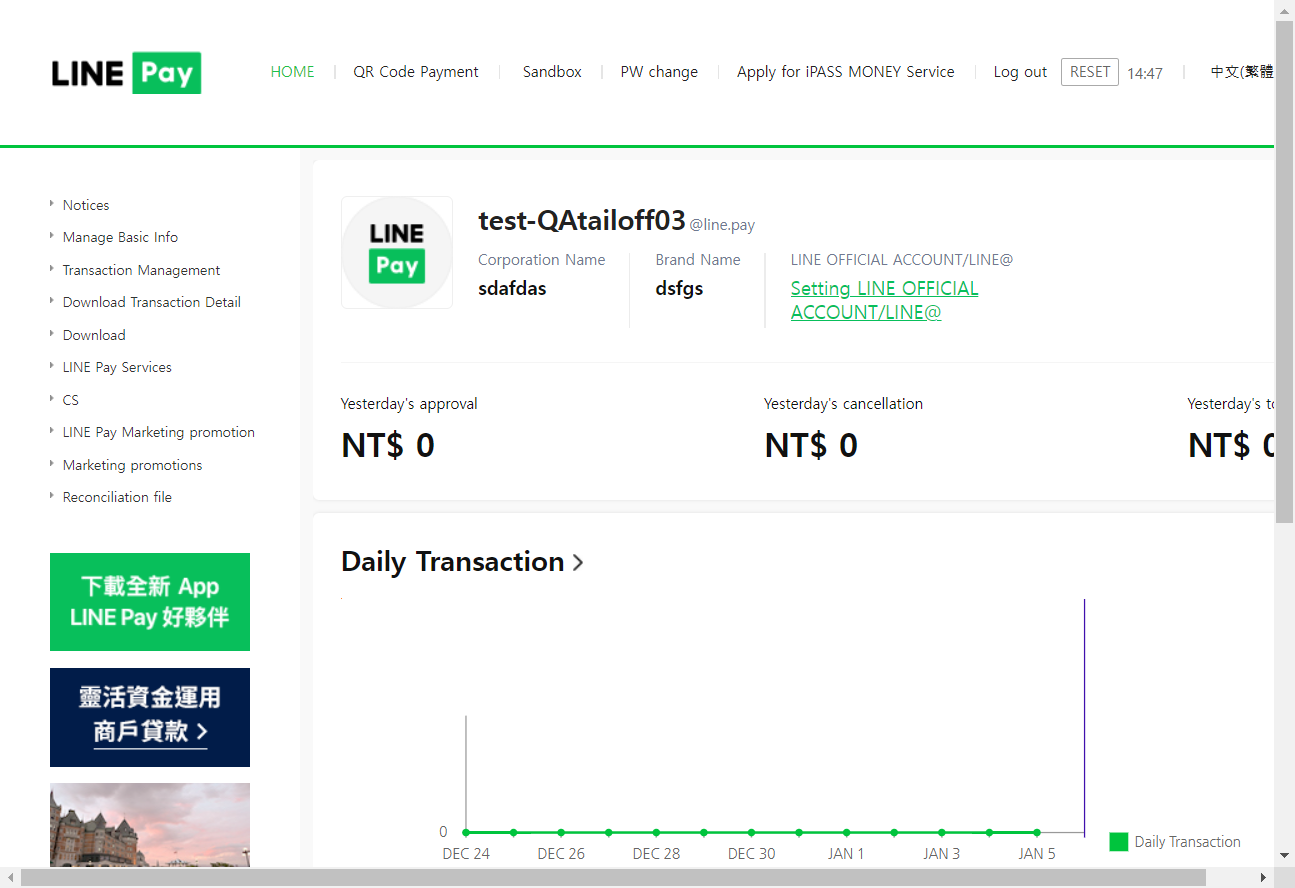 LINE Pay
HOME
QR Code Payment
Sandbox
PW change
Apply for iPASS MONEY Service
Log out
RESET
14:47
中文(繁體
Notices
Manage Basic Info
Transaction Management
Download Transaction Detail
Download
LINE Pay Services
CS
LINE Pay Marketing promotion
Marketing promotions
Reconciliation file
下載全新 App
LINE Pay 好夥伴
靈活資金運用
商戶貸款 >
LINE
Pay
test-QAtailoff03 @line.pay
Corporation Name
sdafdas
Brand Name
dsfgs
LINE OFFICIAL ACCOUNT/LINE@
Setting LINE OFFICIAL
ACCOUNT/LINE@
Yesterday's approval
NT$ 0
Yesterday's cancellation
NT$ 0
Yesterday's
NT$ 0
Daily Transaction >
0
DEC 24 DEC 26 DEC 28 DEC 30 JAN 1 JAN 3 JAN 5
Daily Transaction